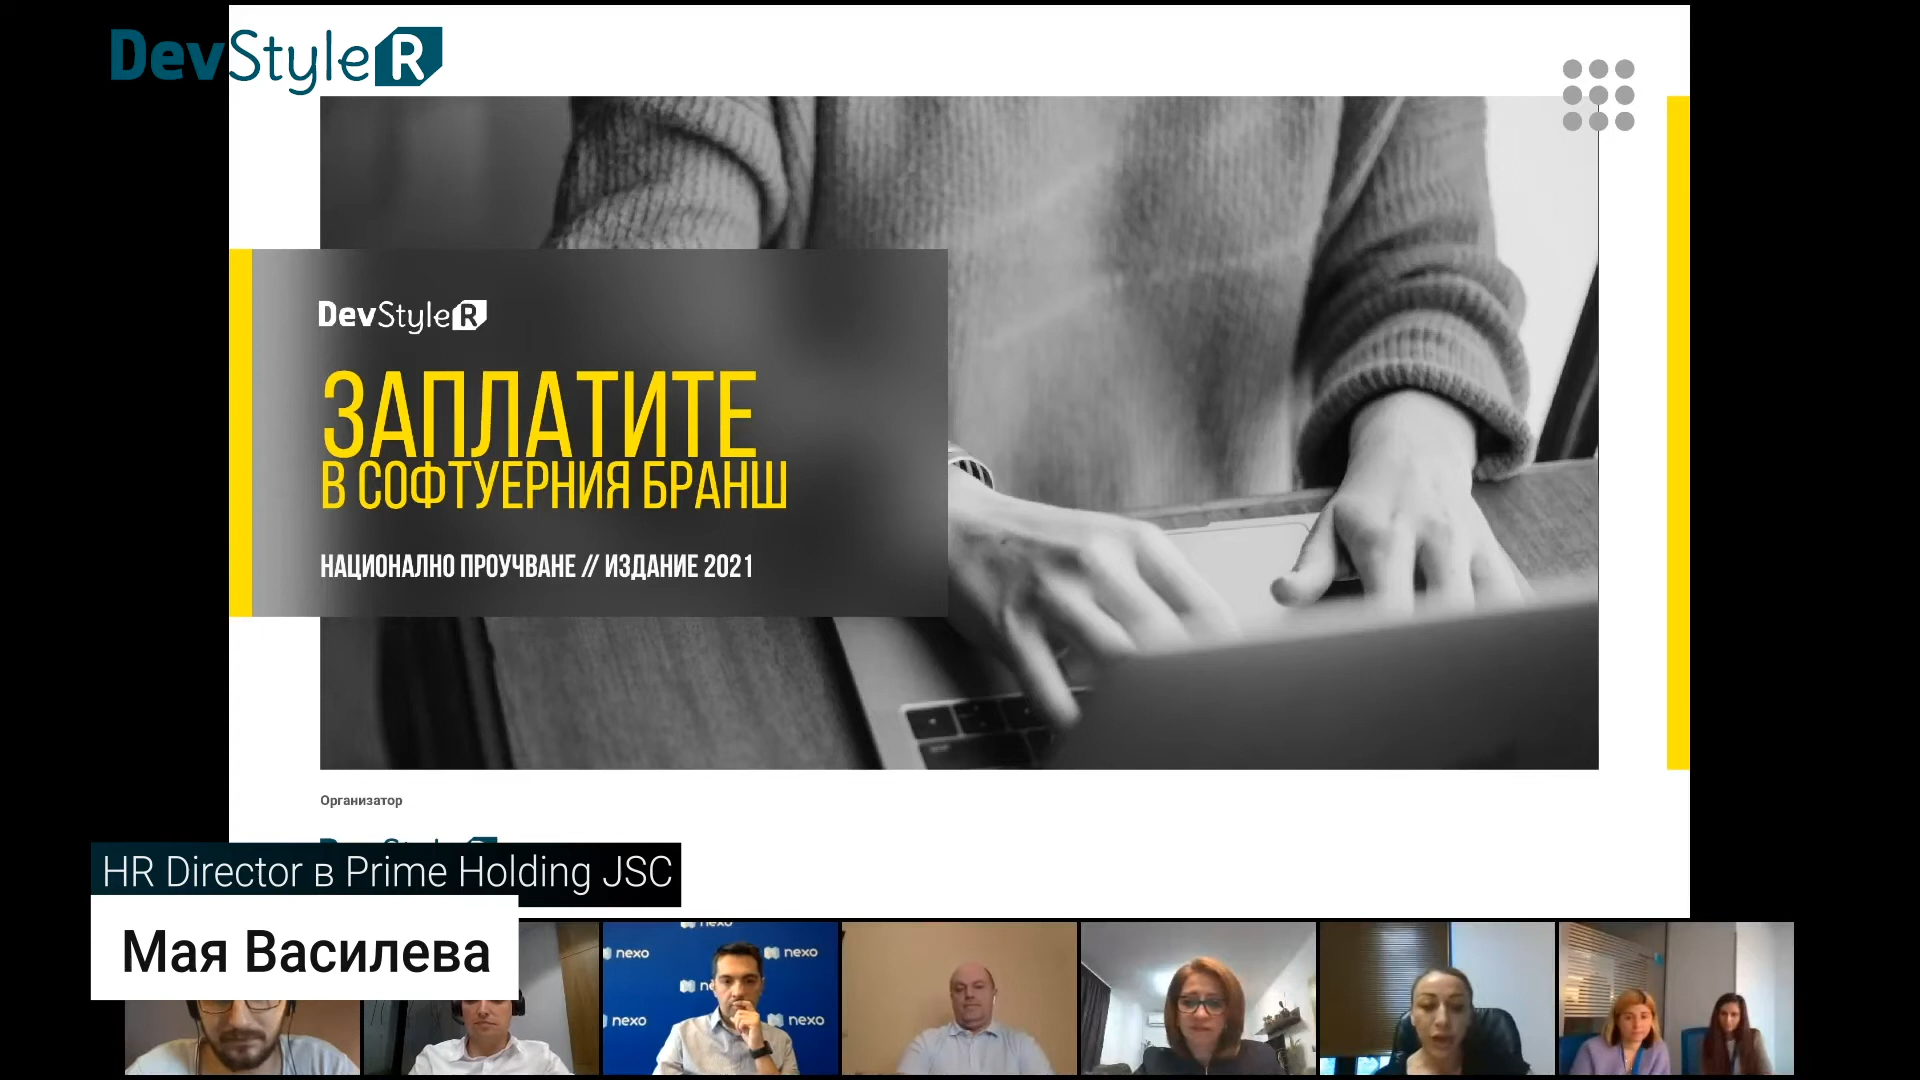 DevStyleR
DevStyleR
ЗАПЛАТИТЕ
В СОФТУЕРНИЯ БРАНШ
НАЦИОНАЛНО ПРОУЧВАНЕ // ИЗДАНИЕ 2021
Организатор
HR Director в Prime Holding JSC
Мая Василева
nexo
nexo
nexo
nexo
nexo